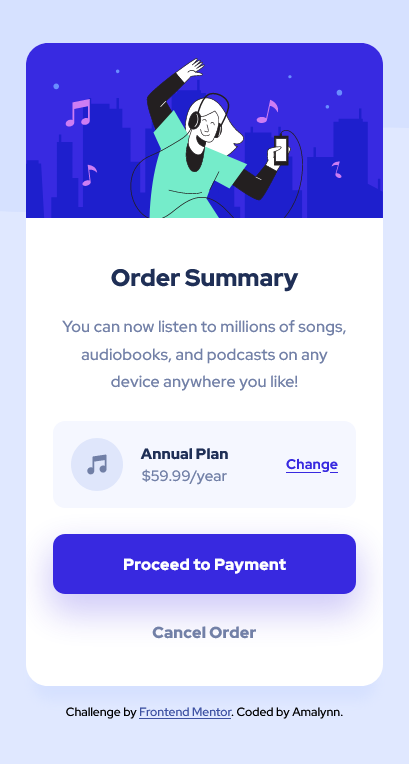 Order Summary
You can now listen to millions of songs,
audiobooks, and podcasts on any
device anywhere you like!
Annual Plan
$59.99/year
Change
Proceed to Payment
Cancel Order
Challenge by Frontend Mentor. Coded by Amalynn.